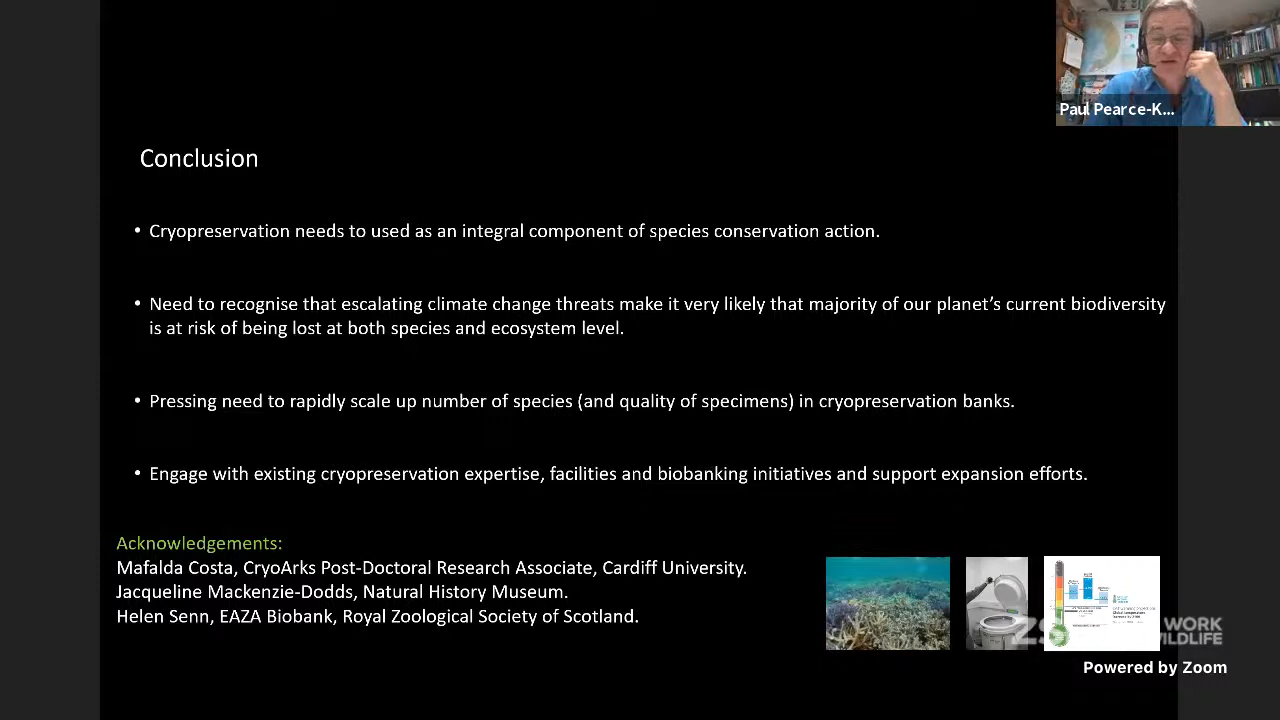 Paul Pearce-K...
Conclusion
• Cryopreservation needs to used as an integral component of species conservation action.
• Need to recognise that escalating climate change threats make it very likely that majority of our planet's current biodiversity
is at risk of being lost at both species and ecosystem level.
• Pressing need to rapidly scale up number of species (and quality of specimens) in cryopreservation banks.
• Engage with existing cryopreservation expertise, facilities and biobanking initiatives and support expansion efforts.
Acknowledgements:
Mafalda Costa, CryoArks Post-Doctoral Research Associate, Cardiff University.
Jacqueline Mackenzie-Dodds, Natural History Museum.
Helen Senn, EAZA Biobank, Royal Zoological Society of Scotland.
WORK
WILDLIFE
Powered by Zoom